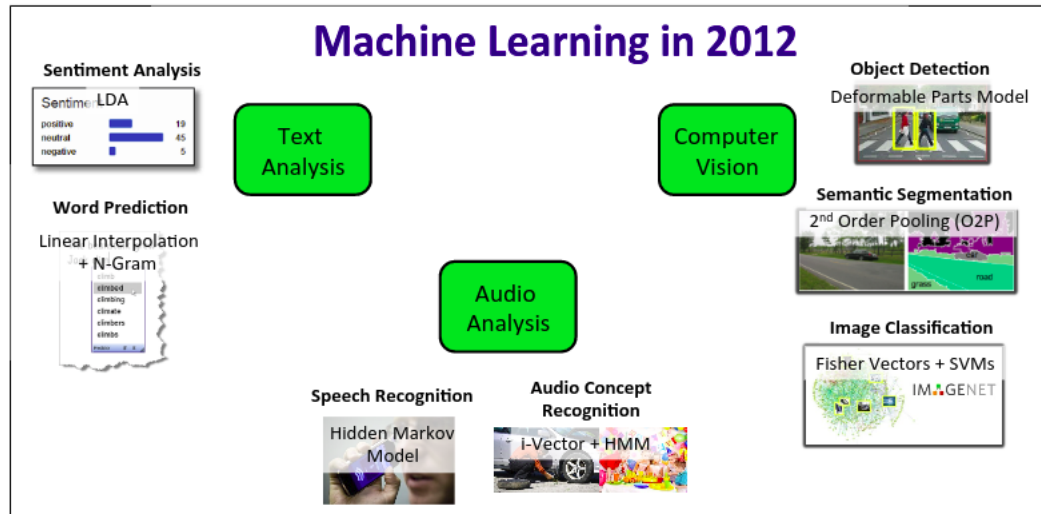 Machine Learning in 2012
Sentiment Analysis
LDA
positive 19
neutral 45
negative 5
Word Prediction
Linear Interpolation
+ N-Gram
climb
climbed
climbing
climate
climbers
climbs
Text
Analysis
Computer
Vision
Audio
Analysis
Speech Recognition
Hidden Markov
Model
Audio Concept
Recognition
i-Vector + HMM
Object Detection
Deformable Parts Model
Semantic Segmentation
2nd Order Pooling (O2P)
car
road
grass
Image Classification
Fisher Vectors + SVMs
IMAGENET